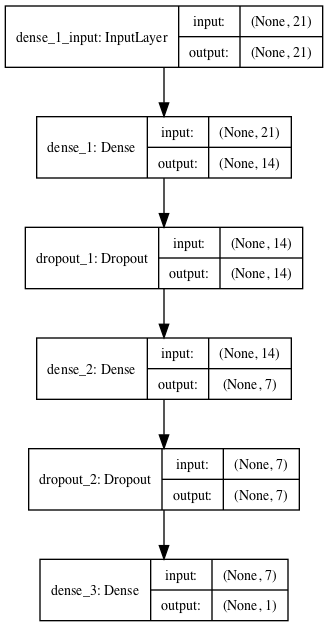 dense_1_input: InputLayer
input: (None, 21)
output: (None, 21)
dense_1: Dense
input: (None, 21)
output: (None, 14)
dropout_1: Dropout
input: (None, 14)
output: (None, 14)
dense_2: Dense
input: (None, 14)
output: (None, 7)
dropout_2: Dropout
input: (None, 7)
output: (None, 7)
dense_3: Dense
input: (None, 7)
output: (None, 1)